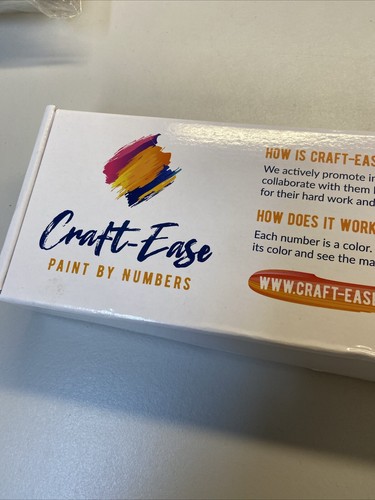 Craft-Ease
PAINT BY NUMBERS
HOW IS CRAFT-EAS
We actively promote in
collaborate with them
for their hard work and
HOW DOES IT WORK
Each number is a color.
its color and see the ma
WWW.CRAFT-EASE